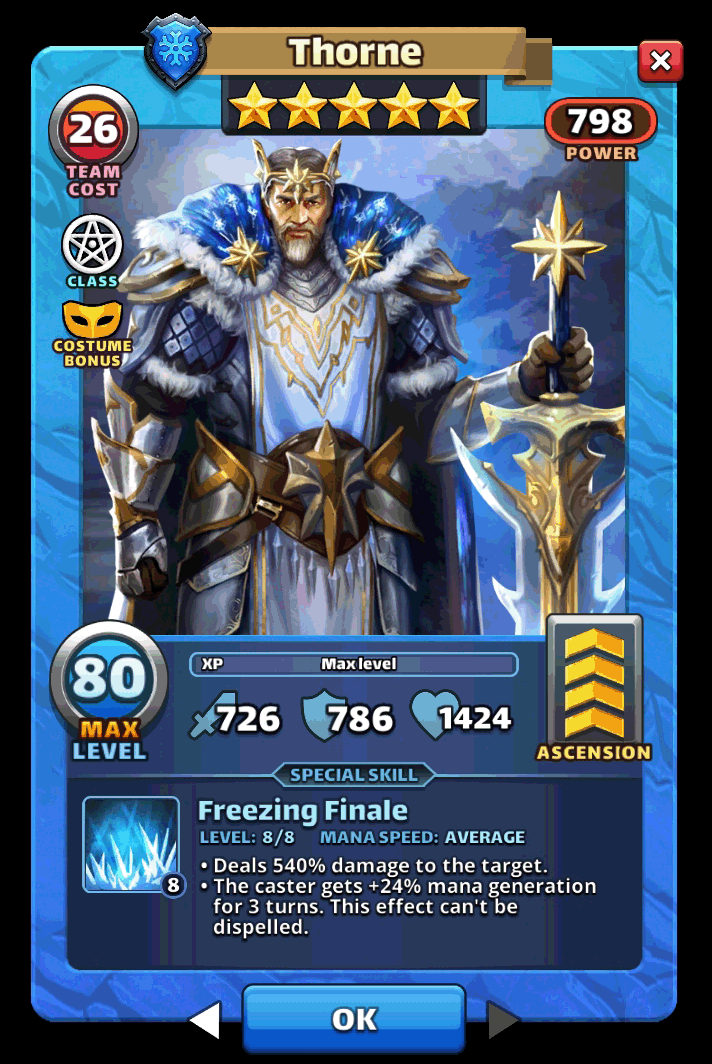 Thorne
26
TEAM
COST
798
POWER
CLASS
COSTUME
BONUS
80
MAX
LEVEL
XP
Max level
726
786
1424
ASCENSION
SPECIAL SKILL
Freezing Finale
LEVEL: 8/8 MANA SPEED: AVERAGE
8
• Deals 540% damage to the target.
• The caster gets +24% mana generation
for 3 turns. This effect can't be
dispelled.
OK